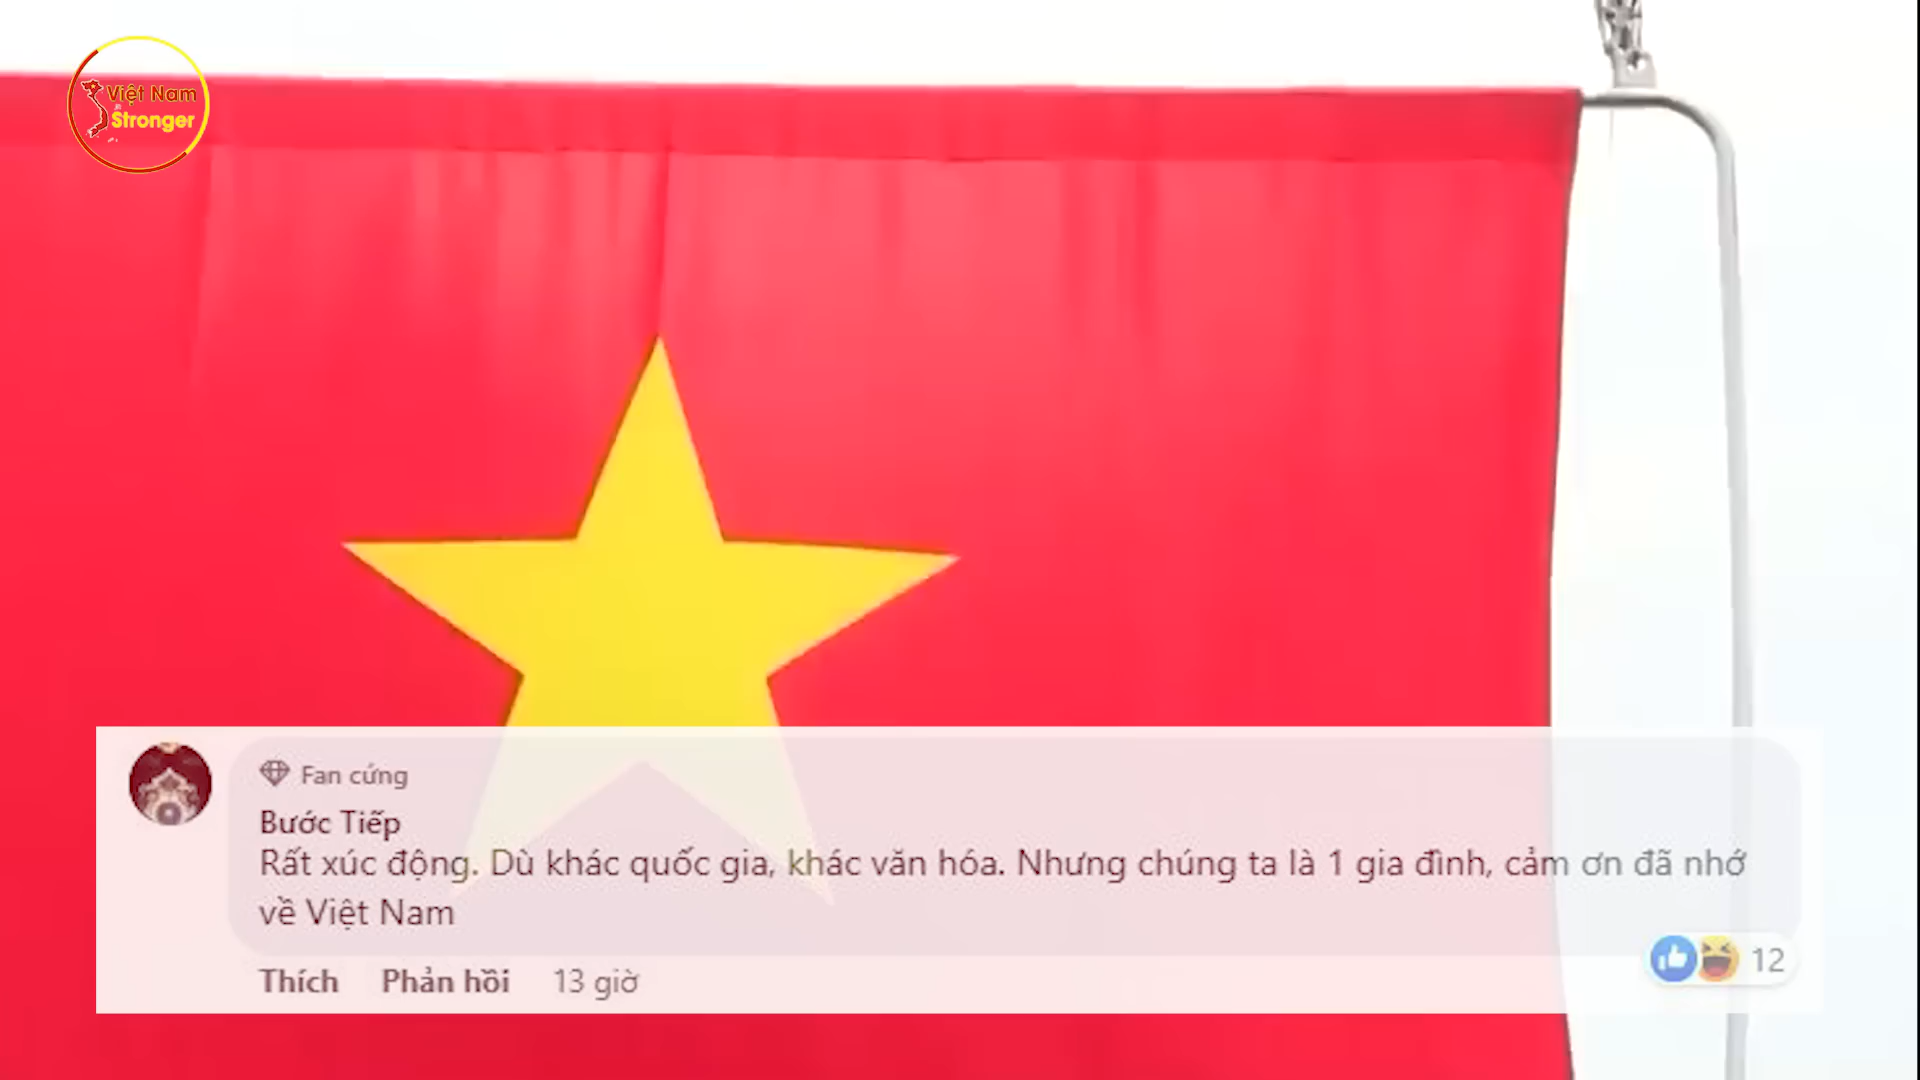 Việt Nam
Stronger
Fan cứng
Bước Tiếp
Rất xúc động. Dù khác quốc gia, khác văn hóa. Nhưng chúng ta là 1 gia đình, cảm ơn đã nhớ
về Việt Nam
Thích Phản hồi 13 giờ
12